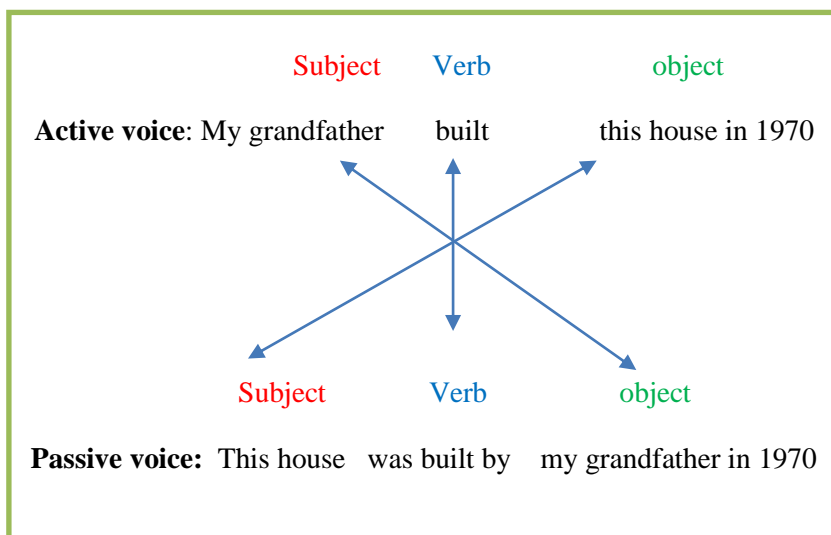 Subject Verb object
Active voice: My grandfather built this house in 1970
Subject Verb object
Passive voice: This house was built by my grandfather in 1970